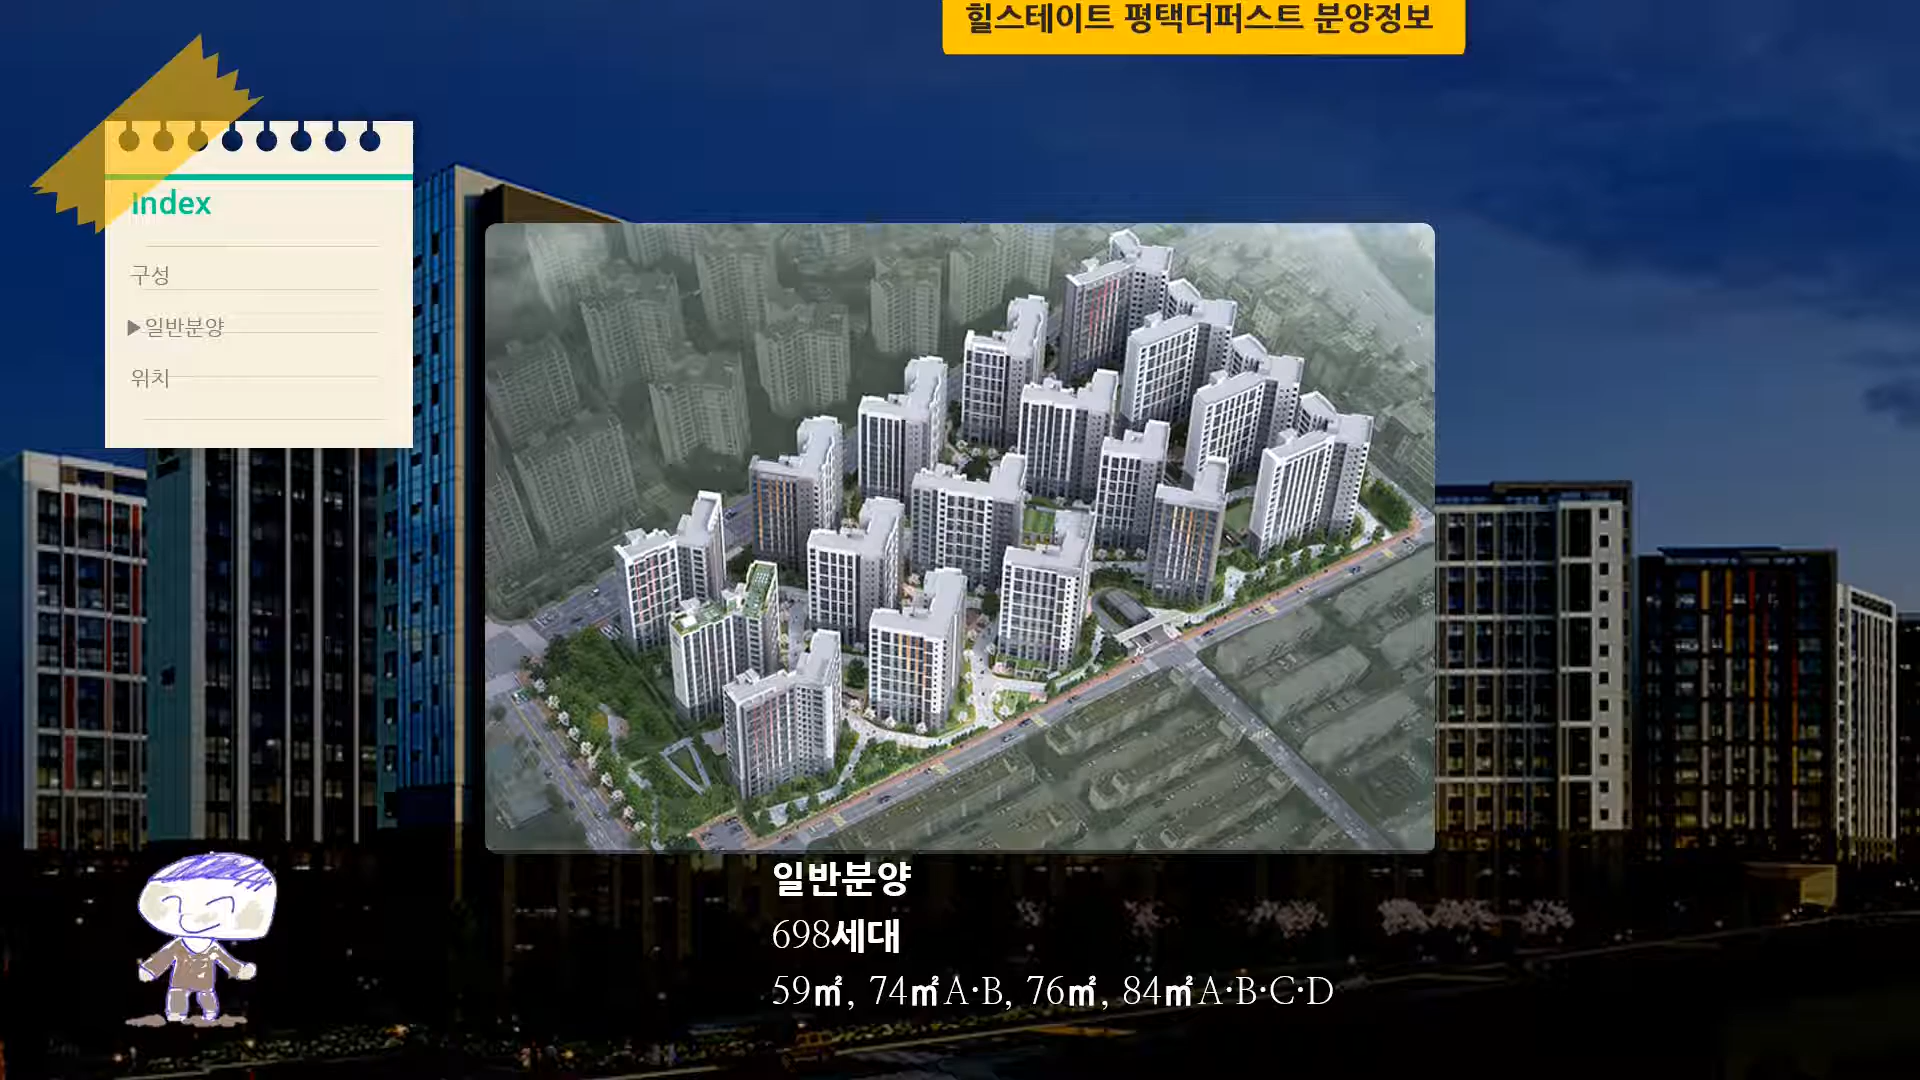 힐스테이트 평택더퍼스트 분양정보
Index
구성
▶일반분양
위치
일반분양
698세대
59㎡, 74㎡A·B, 76㎡, 84㎡A·B·C·D